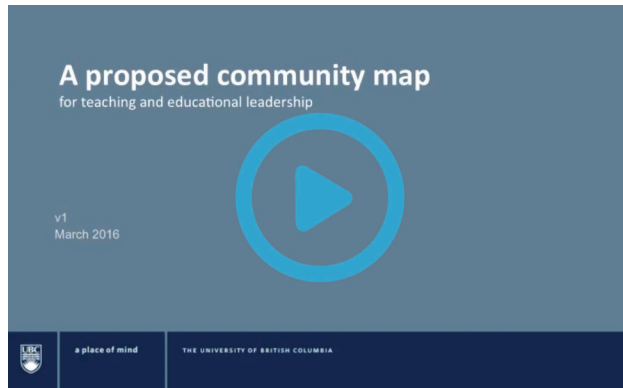 A proposed community map
for teaching and educational leadership
v1
March 2016
UBC
a place of mind
THE UNIVERSITY OF BRITISH COLUMBIA